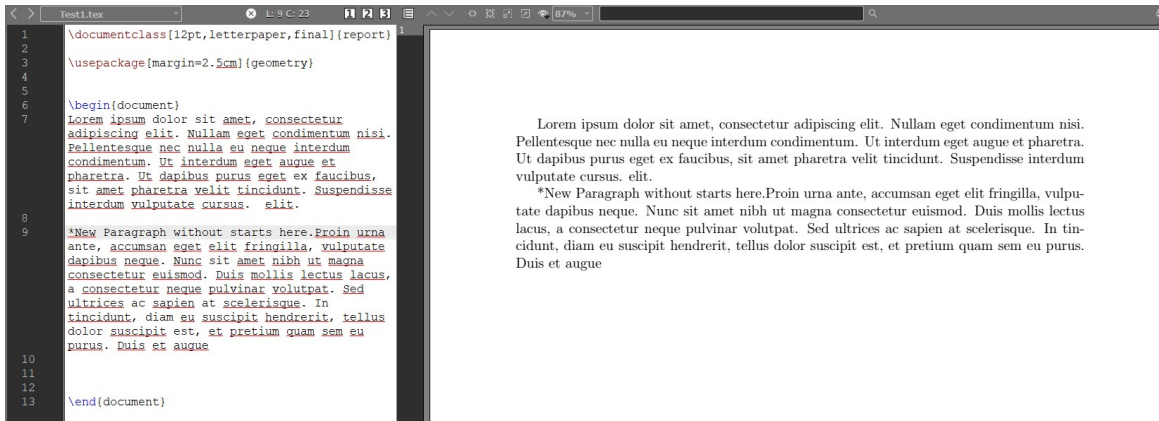 Test1.tex
L: 9 C: 23
1 2 3
87%
1 \documentclass[12pt,letterpaper,final]{report}
2
3 \usepackage[margin=2.5cm]{geometry}
4
5
6 \begin{document}
7 Lorem ipsum dolor sit amet, consectetur
adipiscing elit. Nullam eget condimentum nisi.
Pellentesque nec nulla eu neque interdum
condimentum. Ut interdum eget augue et
pharetra. Ut dapibus purus eget ex faucibus,
sit amet pharetra velit tincidunt. Suspendisse
interdum vulputate cursus.  elit.
8
9 *New Paragraph without starts here.Proin urna
ante, accumsan eget elit fringilla, vulputate
dapibus neque. Nunc sit amet nibh ut magna
consectetur euismod. Duis mollis lectus lacus,
a consectetur neque pulvinar volutpat. Sed
ultrices ac sapien at scelerisque. In
tincidunt, diam eu suscipit hendrerit, tellus
dolor suscipit est, et pretium quam sem eu
purus. Duis et augue
10
11
12
13 \end{document}
1
Lorem ipsum dolor sit amet, consectetur adipiscing elit. Nullam eget condimentum nisi.
Pellentesque nec nulla eu neque interdum condimentum. Ut interdum eget augue et pharetra.
Ut dapibus purus eget ex faucibus, sit amet pharetra velit tincidunt. Suspendisse interdum
vulputate cursus. elit.
*New Paragraph without starts here.Proin urna ante, accumsan eget elit fringilla, vulpu-
tate dapibus neque. Nunc sit amet nibh ut magna consectetur euismod. Duis mollis lectus
lacus, a consectetur neque pulvinar volutpat. Sed ultrices ac sapien at scelerisque. In tin-
cidunt, diam eu suscipit hendrerit, tellus dolor suscipit est, et pretium quam sem eu purus.
Duis et augue